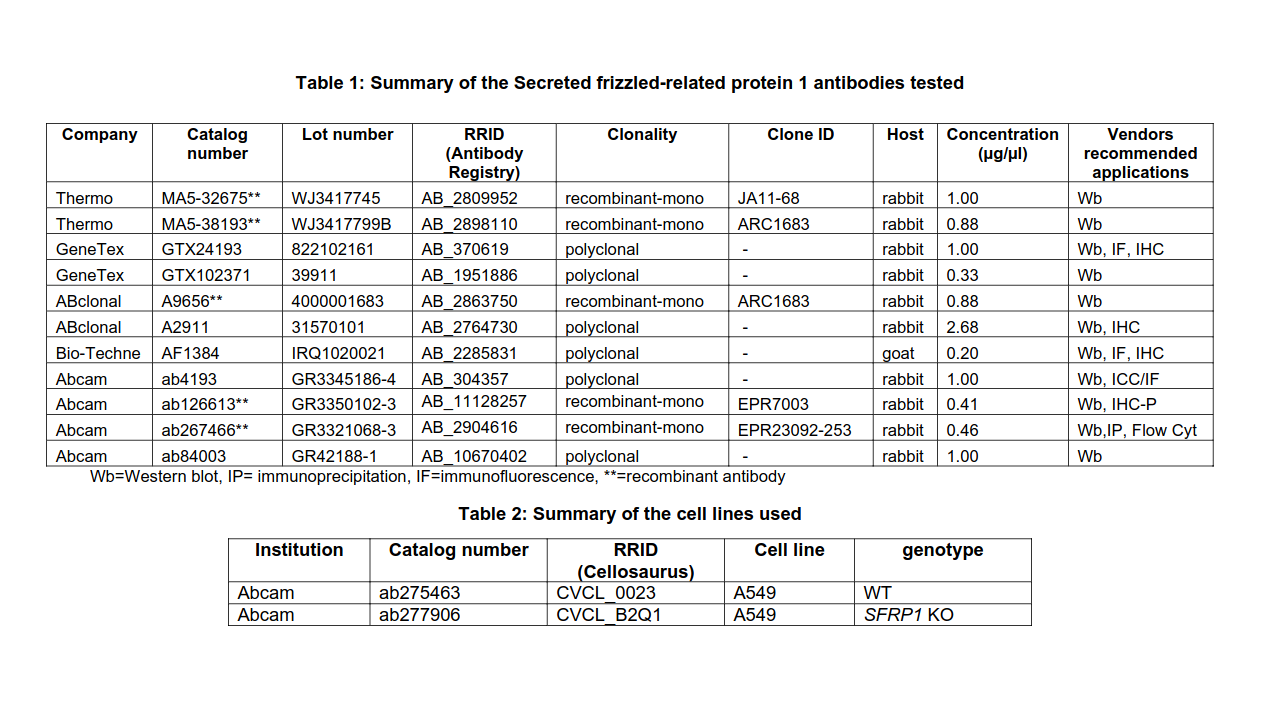 Table 1: Summary of the Secreted frizzled-related protein 1 antibodies tested
Company Catalog number Lot number RRID (Antibody Registry) Clonality Clone ID Host Concentration (µg/µl) Vendors recommended applications
Thermo MA5-32675** WJ3417745 AB_2809952 recombinant-mono JA11-68 rabbit 1.00 Wb
Thermo MA5-38193** WJ3417799B AB_2898110 recombinant-mono ARC1683 rabbit 0.88 Wb
GeneTex GTX24193 822102161 AB_370619 polyclonal - rabbit 1.00 Wb, IF, IHC
GeneTex GTX102371 39911 AB_1951886 polyclonal - rabbit 0.33 Wb
ABclonal A9656** 4000001683 AB_2863750 recombinant-mono ARC1683 rabbit 0.88 Wb
ABclonal A2911 31570101 AB_2764730 polyclonal - rabbit 2.68 Wb, IHC
Bio-Techne AF1384 IRQ1020021 AB_2285831 polyclonal - goat 0.20 Wb, IF, IHC
Abcam ab4193 GR3345186-4 AB_304357 polyclonal - rabbit 1.00 Wb, ICC/IF
Abcam ab126613** GR3350102-3 AB_11128257 recombinant-mono EPR7003 rabbit 0.41 Wb, IHC-P
Abcam ab267466** GR3321068-3 AB_2904616 recombinant-mono EPR23092-253 rabbit 0.46 Wb,IP, Flow Cyt
Abcam ab84003 GR42188-1 AB_10670402 polyclonal - rabbit 1.00 Wb
Wb=Western blot, IP= immunoprecipitation, IF=immunofluorescence, **=recombinant antibody
Table 2: Summary of the cell lines used
Institution Catalog number RRID (Cellosaurus) Cell line genotype
Abcam ab275463 CVCL_0023 A549 WT
Abcam ab277906 CVCL_B2Q1 A549 SFRP1 KO